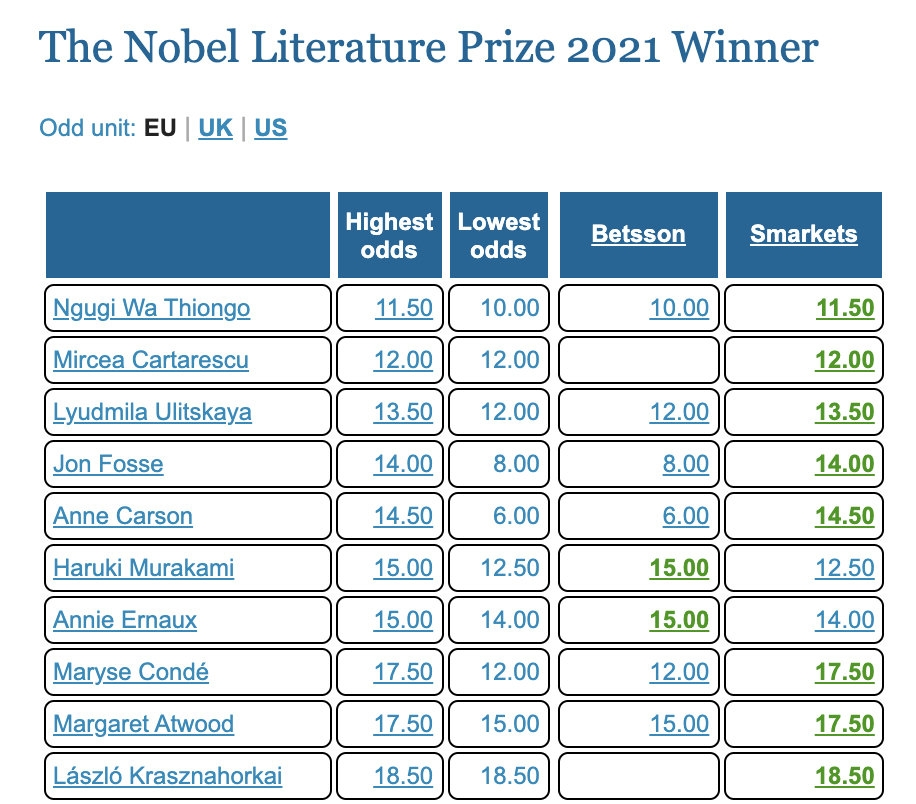 The Nobel Literature Prize 2021 Winner
Odd unit: EU | UK | US
Highest odds Lowest odds Betsson Smarkets
Ngugi Wa Thiongo 11.50 10.00 10.00 11.50
Mircea Cartarescu 12.00 12.00 12.00
Lyudmila Ulitskaya 13.50 12.00 12.00 13.50
Jon Fosse 14.00 8.00 8.00 14.00
Anne Carson 14.50 6.00 6.00 14.50
Haruki Murakami 15.00 12.50 15.00 12.50
Annie Ernaux 15.00 14.00 15.00 14.00
Maryse Condé 17.50 12.00 12.00 17.50
Margaret Atwood 17.50 15.00 15.00 17.50
László Krasznahorkai 18.50 18.50 18.50